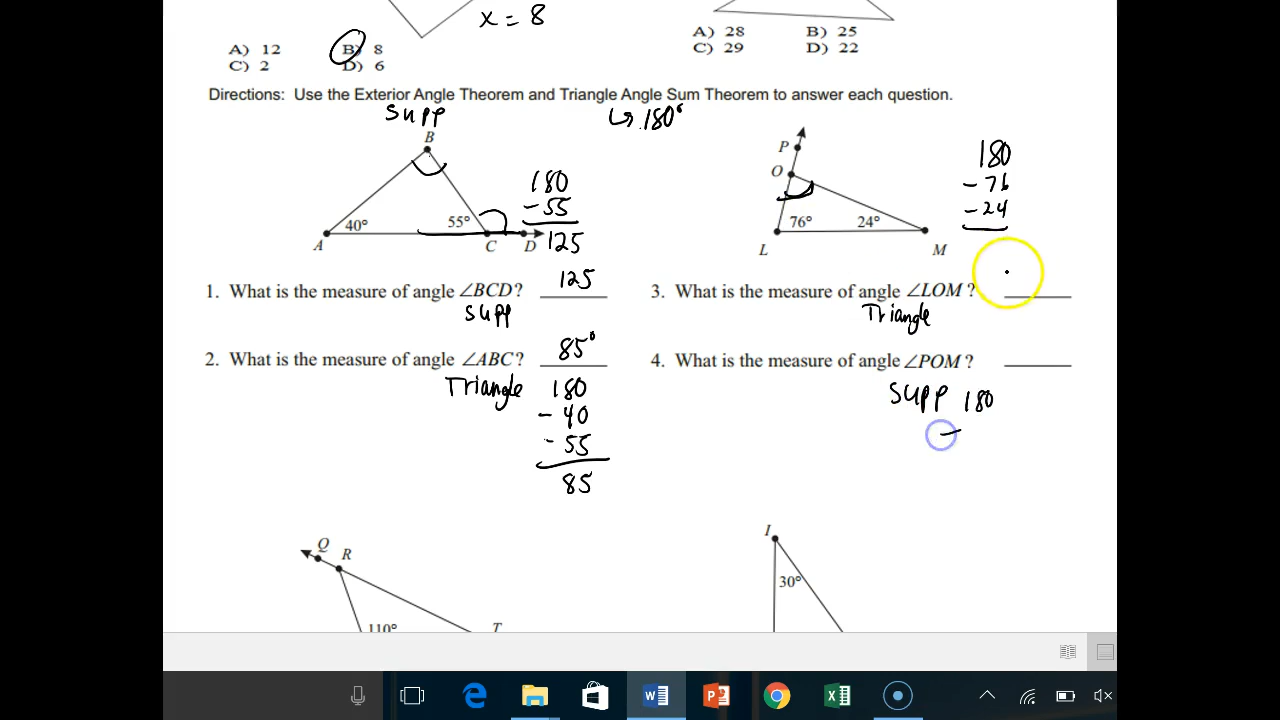 x = 8
A) 12 B) 8
C) 2 D) 6
A) 28 B) 25
C) 29 D) 22
Directions: Use the Exterior Angle Theorem and Triangle Angle Sum Theorem to answer each question.
Supp
↳ 180°
B
40° 55°
A C D
180
- 55
125
P
O
76° 24°
L M
180
- 76
- 24
1. What is the measure of angle ∠BCD? 125
Supp
3. What is the measure of angle ∠LOM?
Triangle
2. What is the measure of angle ∠ABC? 85°
Triangle 180
- 40
- 55
85
4. What is the measure of angle ∠POM?
Supp 180
-
Q R
110° T
I
30°